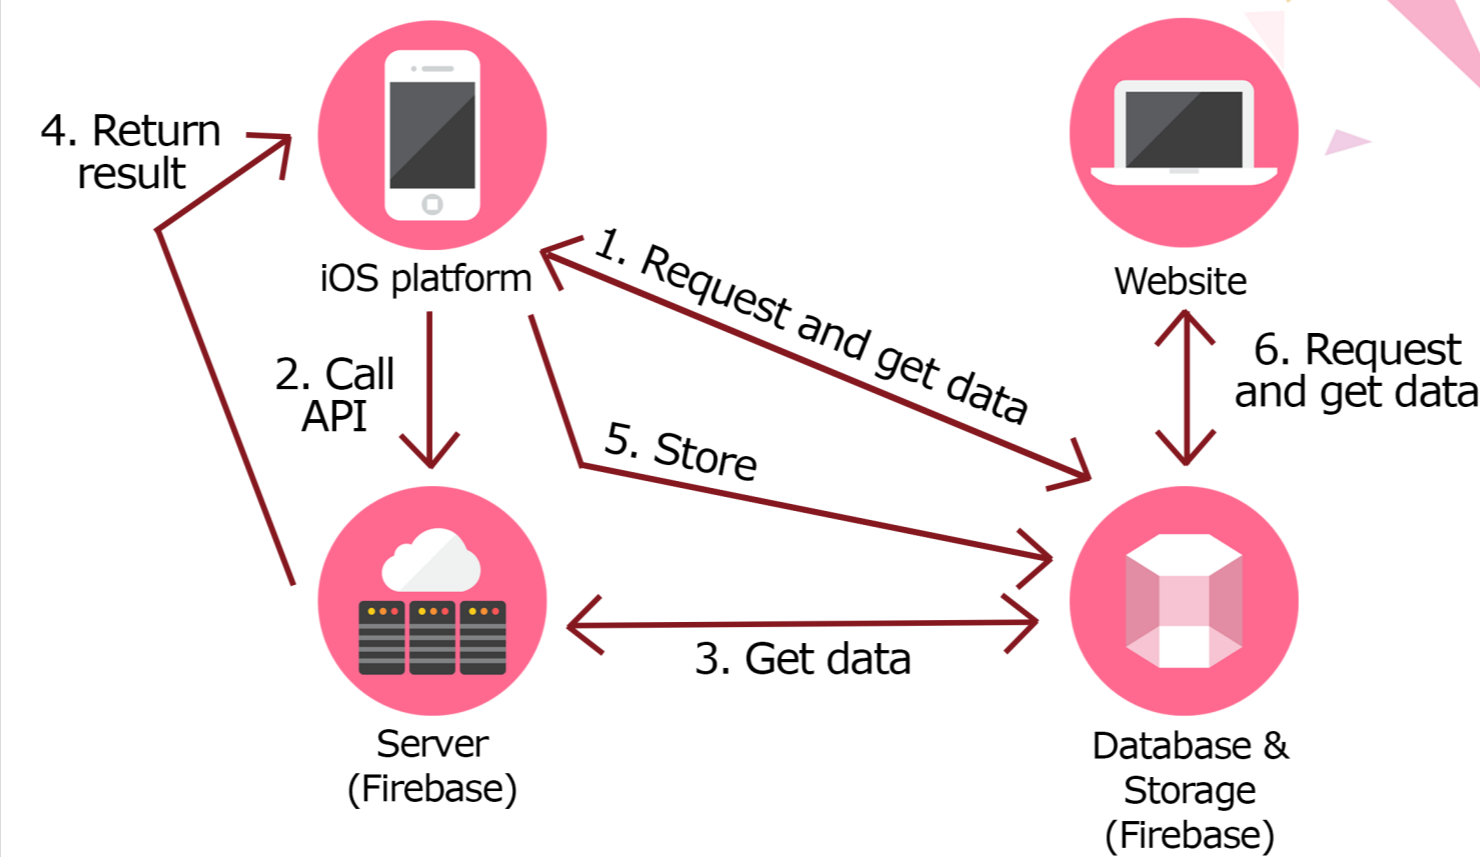 4. Return
result
iOS platform
Website
1. Request and get data
2. Call
API
6. Request
and get data
5. Store
3. Get data
Server
(Firebase)
Database &
Storage
(Firebase)